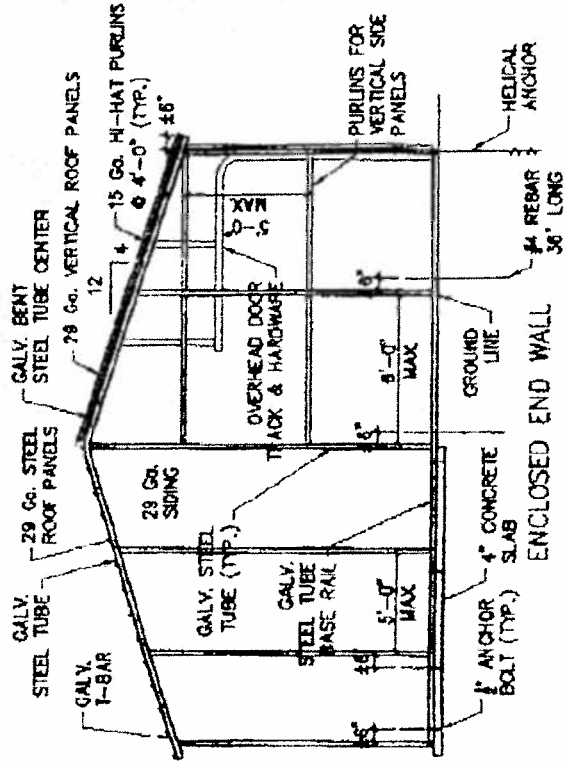 GALV.
STEEL TUBE
29 Ga. STEEL
ROOF PANELS
GALV. BENT
STEEL TUBE CENTER
29 Ga. VERTICAL ROOF PANELS
12
4
15 Ga. HI-HAT PURLINS
@ 4'-0" (TYP.)
±6"
GALV.
T-BAR
29 Ga.
SIDING
GALV. STEEL
TUBE (TYP.)
GALV.
STEEL TUBE
BASE RAIL
OVERHEAD DOOR
TRACK & HARDWARE
5'-0"
MAX
PURLINS FOR
VERTICAL SIDE
PANELS
5'-0"
MAX
8'-0"
MAX
±6"
±6"
6"
6"
GROUND
LINE
HELICAL
ANCHOR
#4 REBAR
36" LONG
½" ANCHOR
BOLT (TYP.)
4" CONCRETE
SLAB
ENCLOSED END WALL